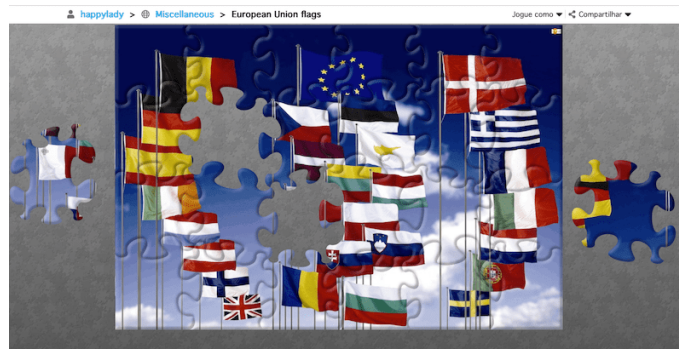 happylady > Miscellaneous > European Union flags
Jogue como ▼ Compartilhar ▼